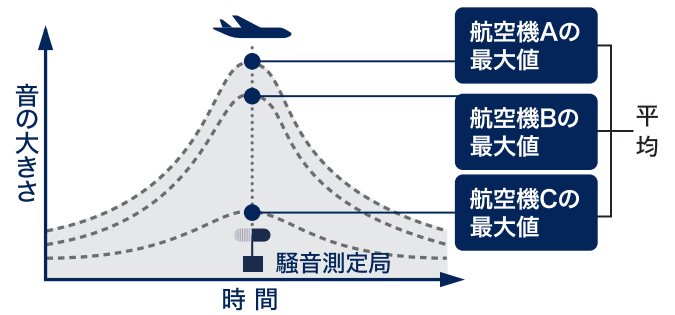 航空機Aの
最大値
航空機Bの
最大値
航空機Cの
最大値
平均
音の大きさ
騒音測定局
時間